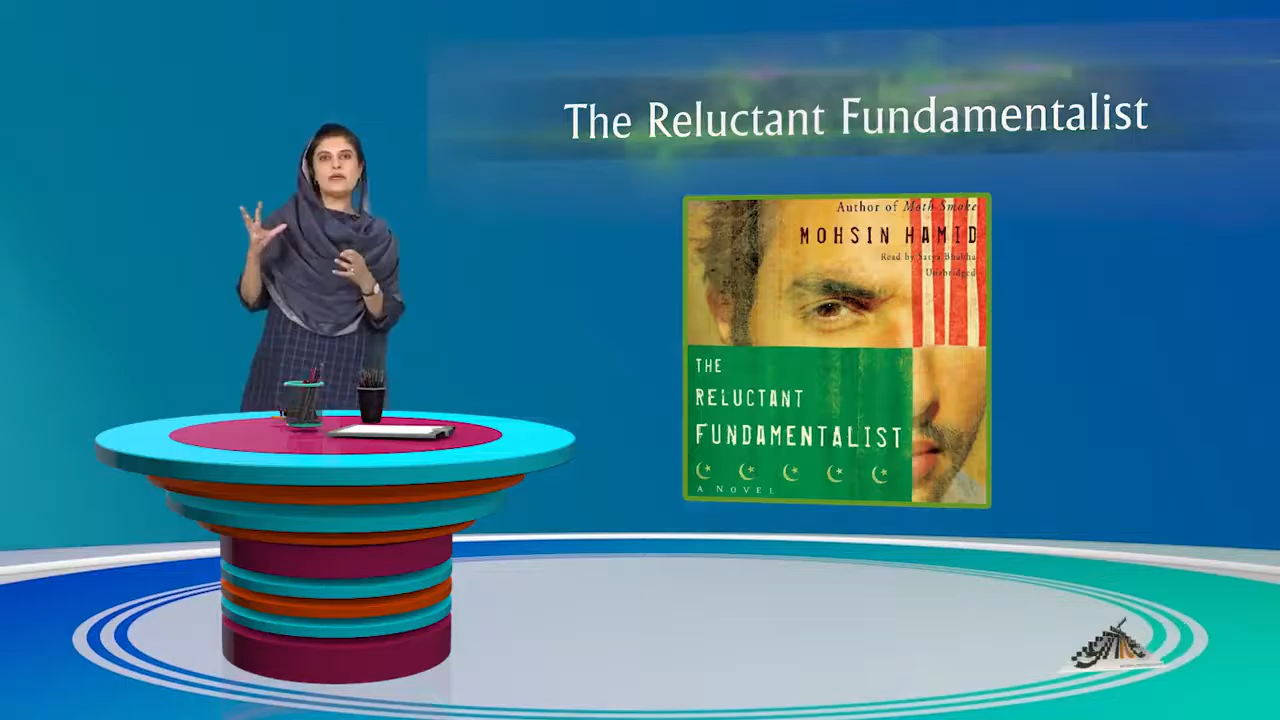 The Reluctant Fundamentalist
Author of Moth Smoke
MOHSIN HAMID
Read by Satya Bhabha
Unabridged
THE
RELUCTANT
FUNDAMENTALIST
A NOVEL